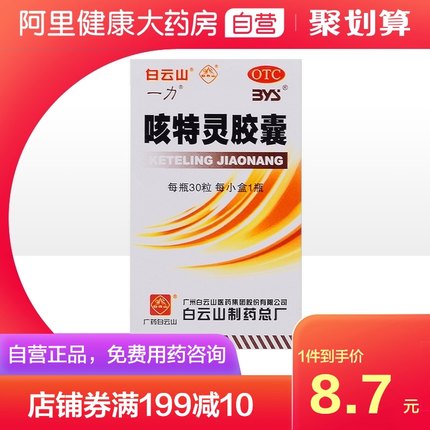 阿里健康大药房 自营 聚划算
白云山® 白云山® OTC
一力® BYS®
咳特灵胶囊
KETELING JIAONANG
每瓶30粒 每小盒1瓶
广药白云山
广州白云山医药集团股份有限公司
白云山制药总厂
自营正品，免费用药咨询
店铺券满199减10
1件到手价
8.7元